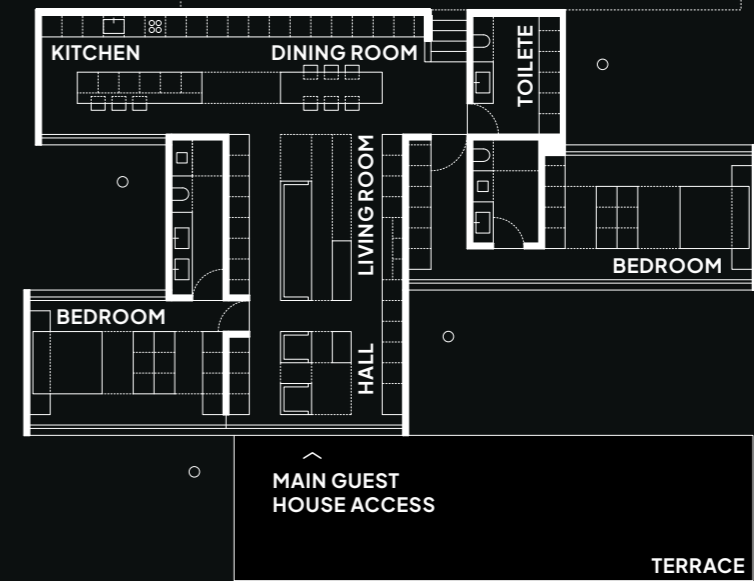 KITCHEN
DINING ROOM
TOILETE
LIVING ROOM
BEDROOM
BEDROOM
HALL
MAIN GUEST
HOUSE ACCESS
TERRACE